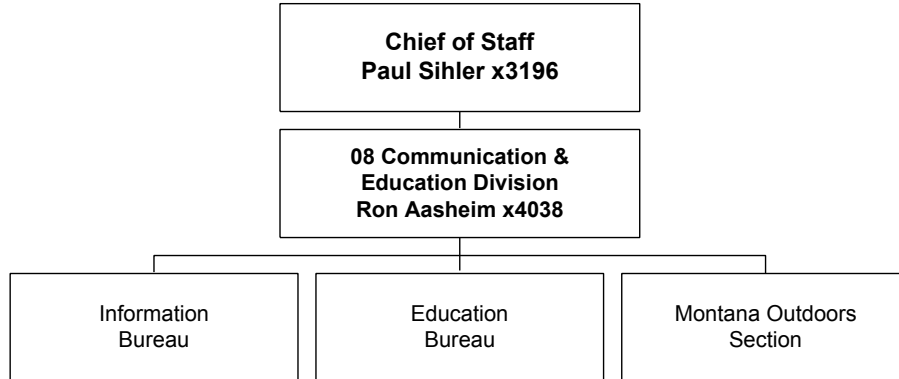 Chief of Staff
Paul Sihler x3196
08 Communication &
Education Division
Ron Aasheim x4038
Information
Bureau
Education
Bureau
Montana Outdoors
Section